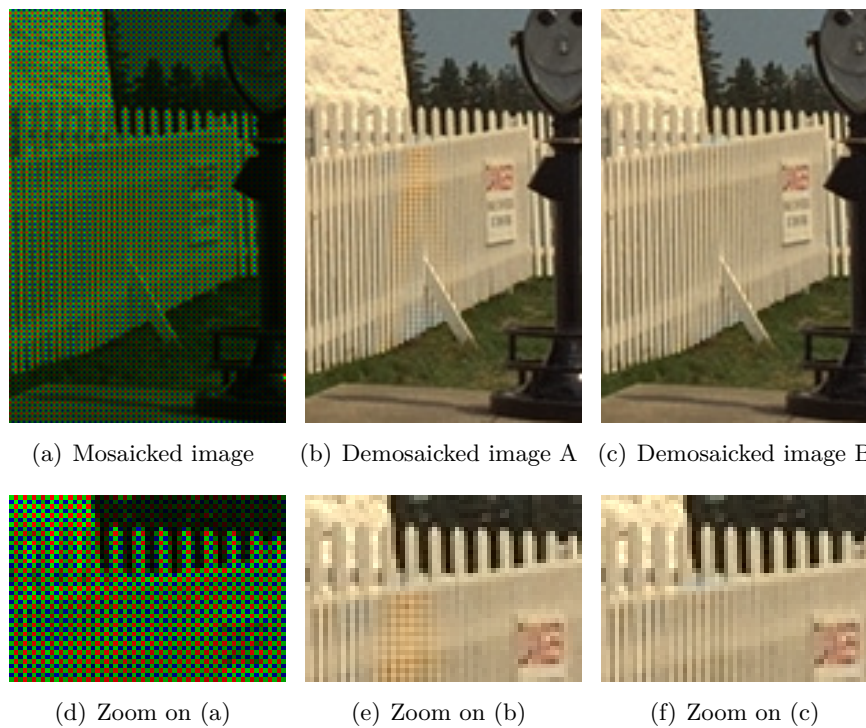 (a) Mosaicked image
(b) Demosaicked image A
(c) Demosaicked image B
(d) Zoom on (a)
(e) Zoom on (b)
(f) Zoom on (c)